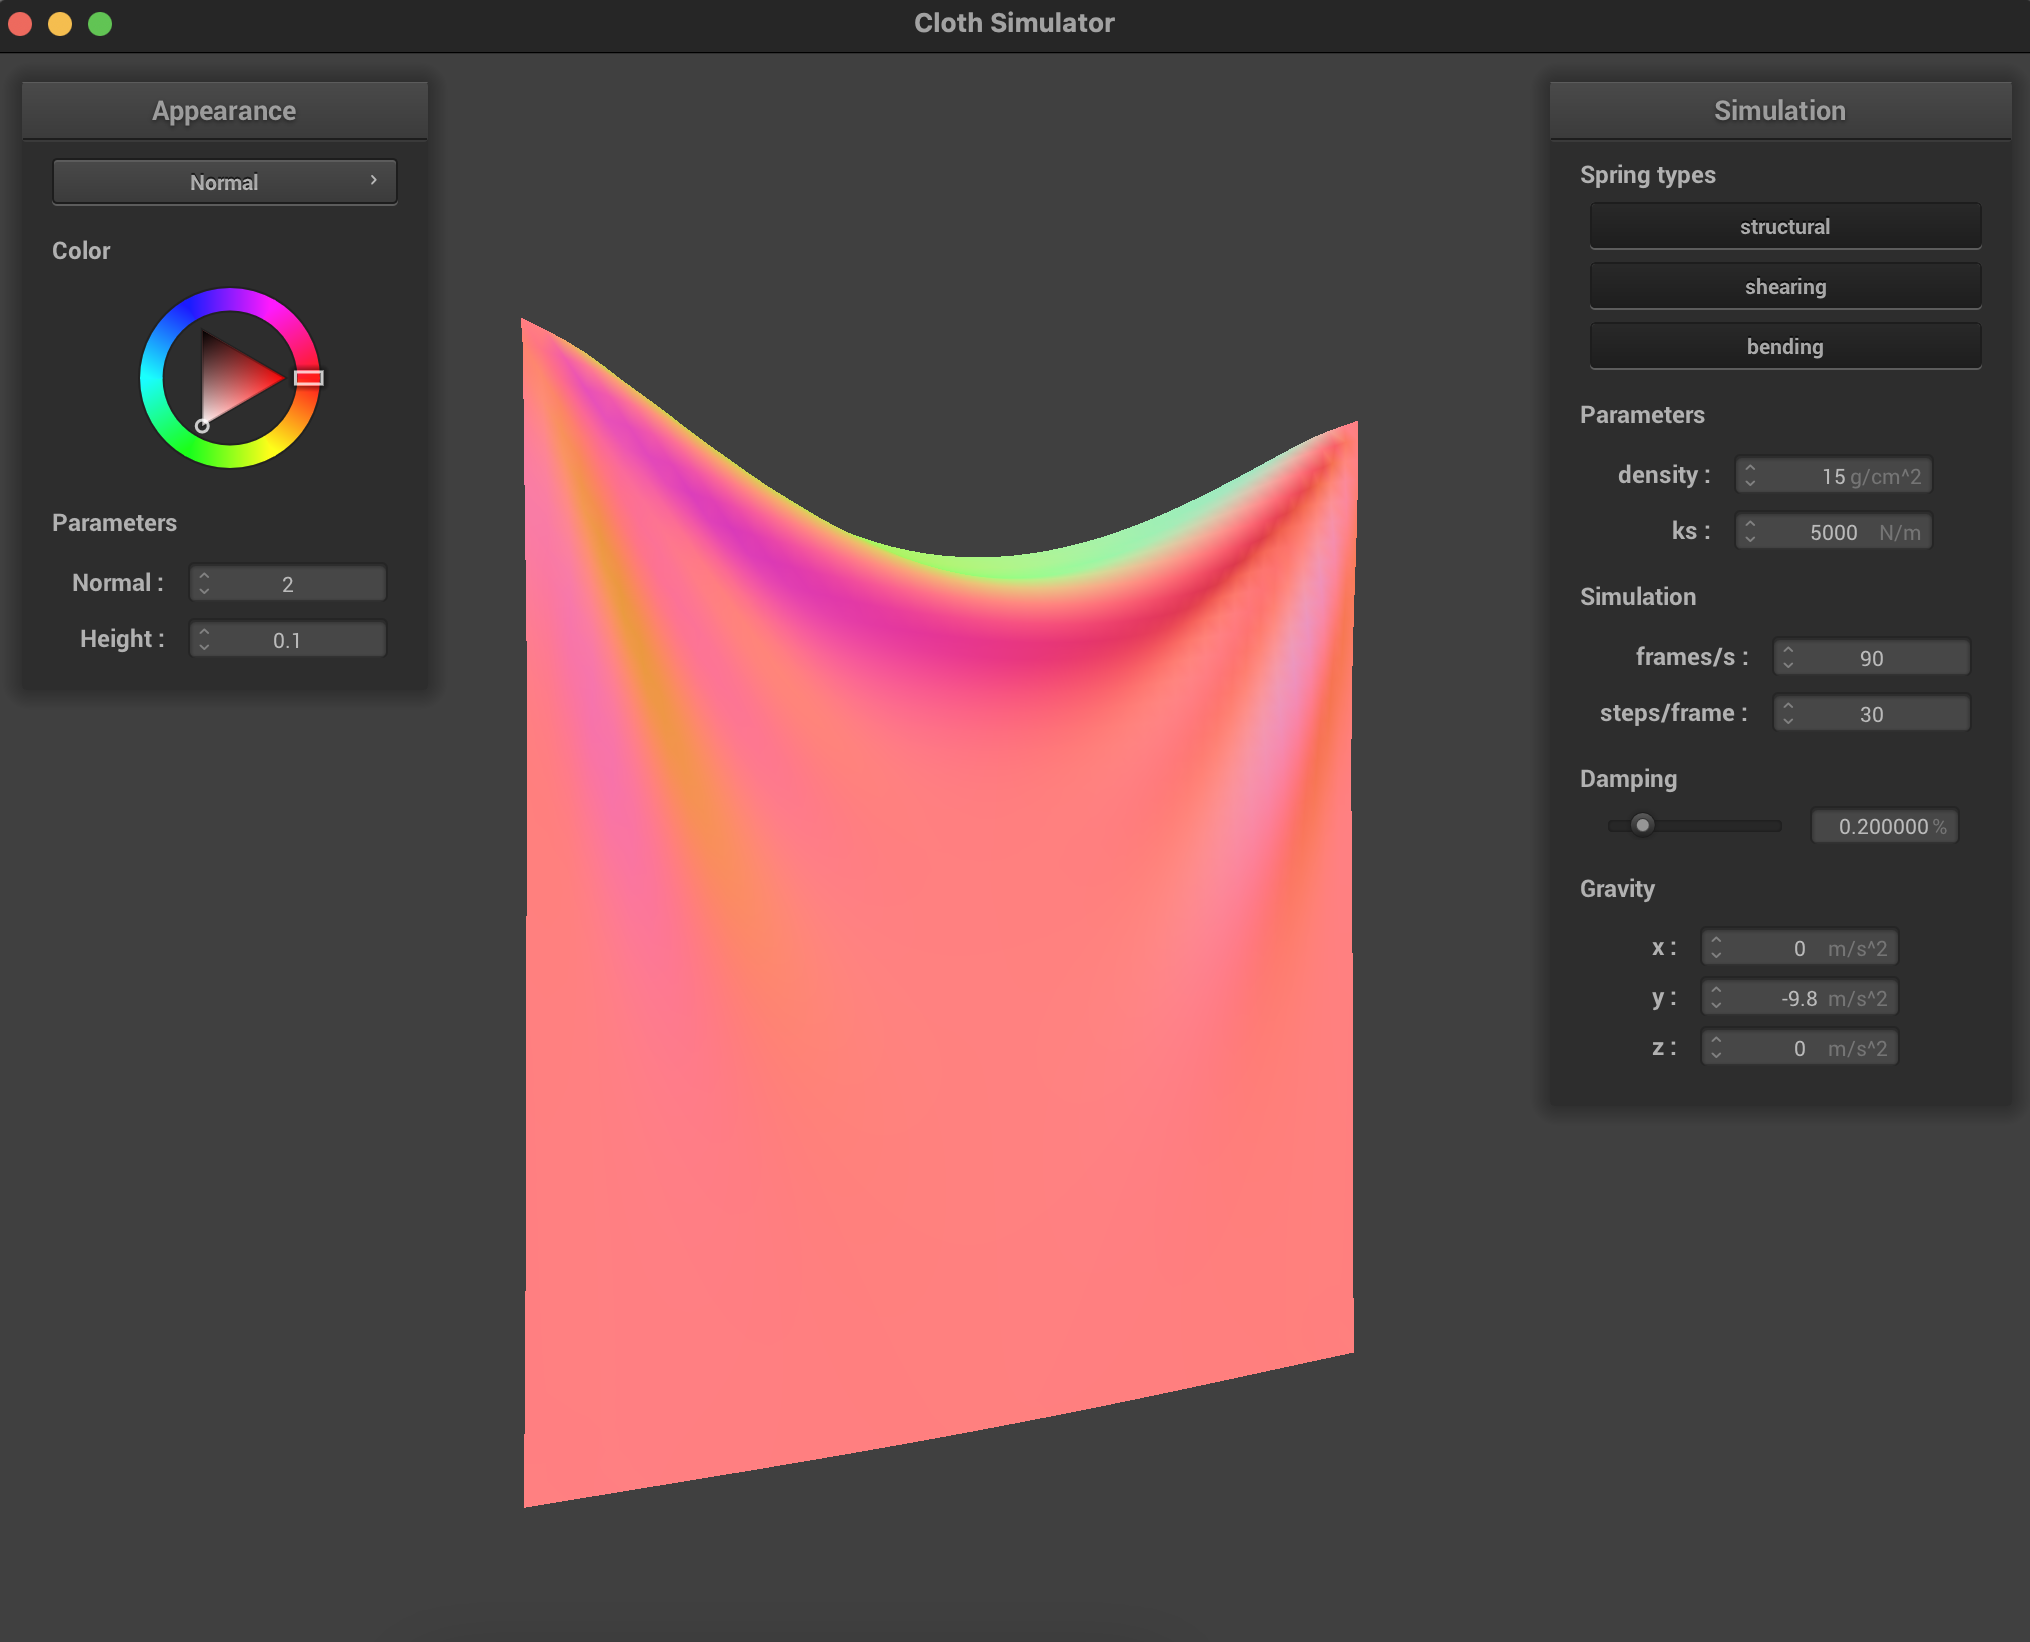 Cloth Simulator
Appearance
Normal
Color
Parameters
Normal : 2
Height : 0.1
Simulation
Spring types
structural
shearing
bending
Parameters
density : 15 g/cm^2
ks : 5000 N/m
Simulation
frames/s : 90
steps/frame : 30
Damping
0.200000 %
Gravity
x : 0 m/s^2
y : -9.8 m/s^2
z : 0 m/s^2